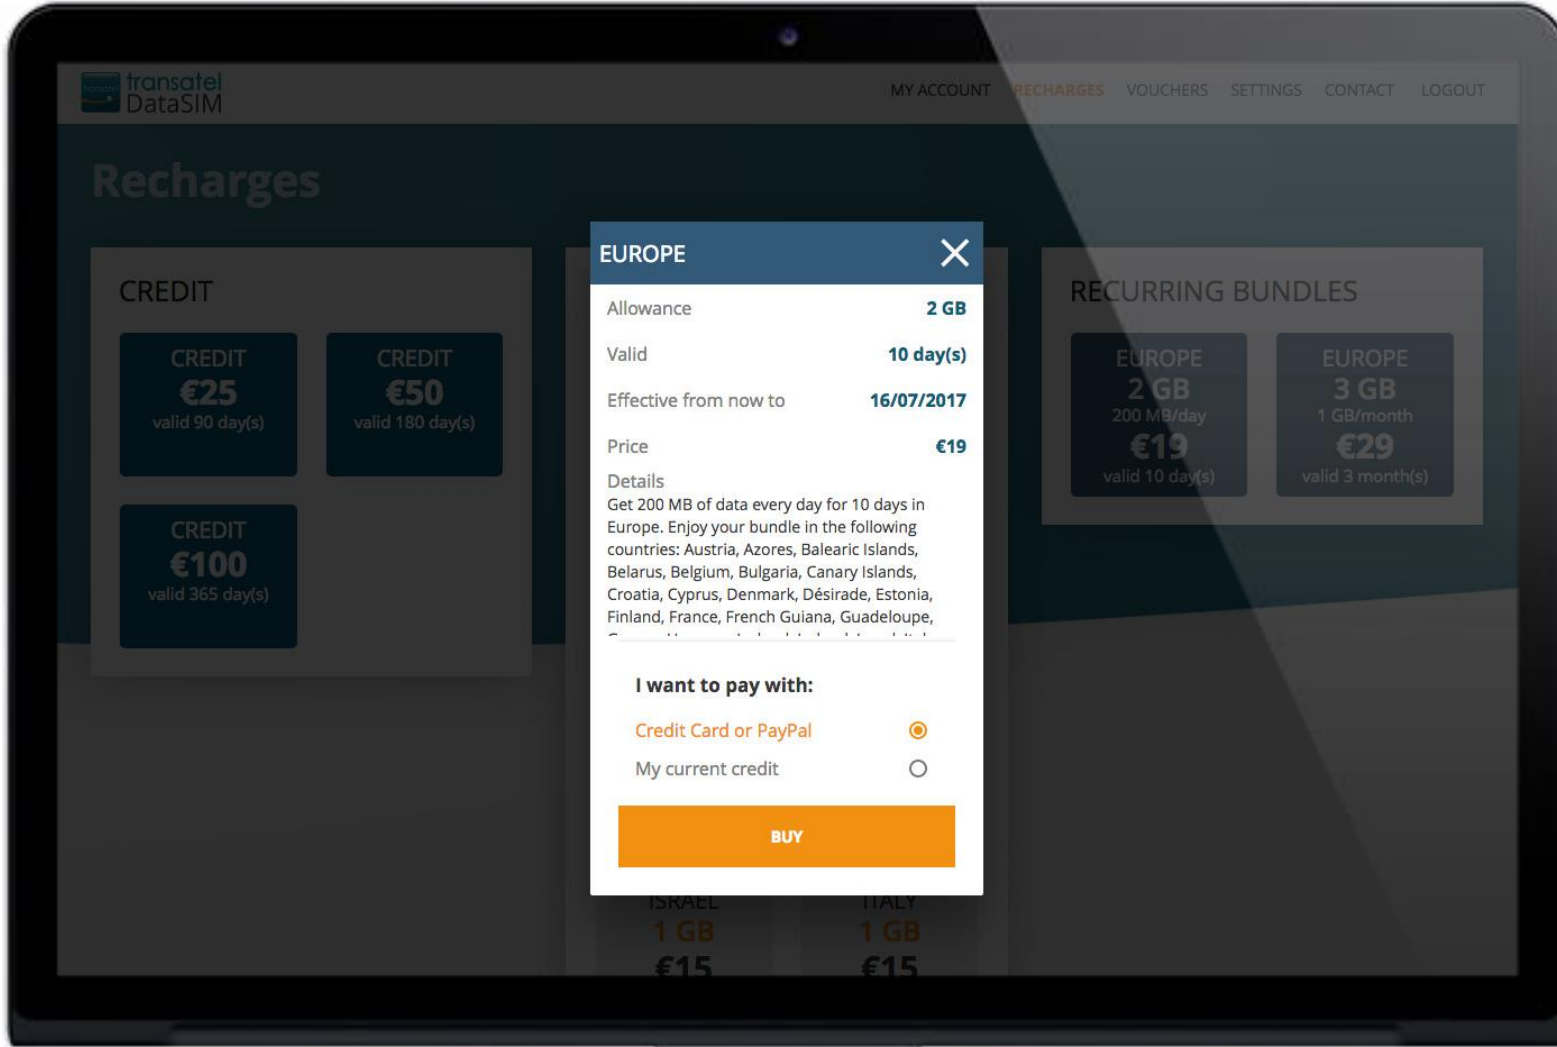 transatel
DataSIM
MY ACCOUNT RECHARGES VOUCHERS SETTINGS CONTACT LOGOUT
Recharges
CREDIT
CREDIT
€25
valid 90 day(s)
CREDIT
€50
valid 180 day(s)
CREDIT
€100
valid 365 day(s)
EUROPE
Allowance 2 GB
Valid 10 day(s)
Effective from now to 16/07/2017
Price €19
Details
Get 200 MB of data every day for 10 days in
Europe. Enjoy your bundle in the following
countries: Austria, Azores, Balearic Islands,
Belarus, Belgium, Bulgaria, Canary Islands,
Croatia, Cyprus, Denmark, Désirade, Estonia,
Finland, France, French Guiana, Guadeloupe,
I want to pay with:
Credit Card or PayPal
My current credit
BUY
ISRAEL
1 GB
€15
ITALY
1 GB
€15
RECURRING BUNDLES
EUROPE
2 GB
200 MB/day
€19
valid 10 day(s)
EUROPE
3 GB
1 GB/month
€29
valid 3 month(s)